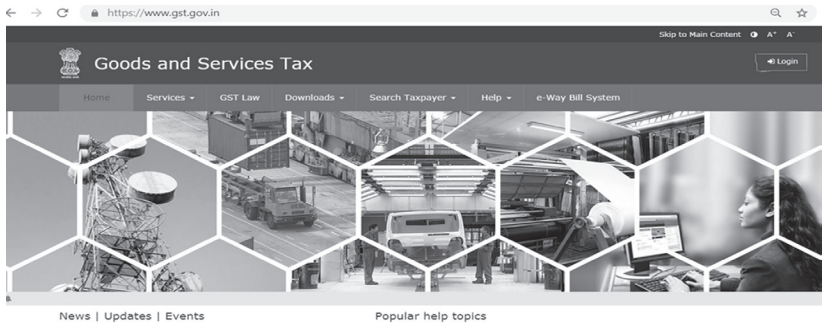 https://www.gst.gov.in
Skip to Main Content A+ A-
Goods and Services Tax
Login
Home Services GST Law Downloads Search Taxpayer Help e-Way Bill System
News | Updates | Events Popular help topics